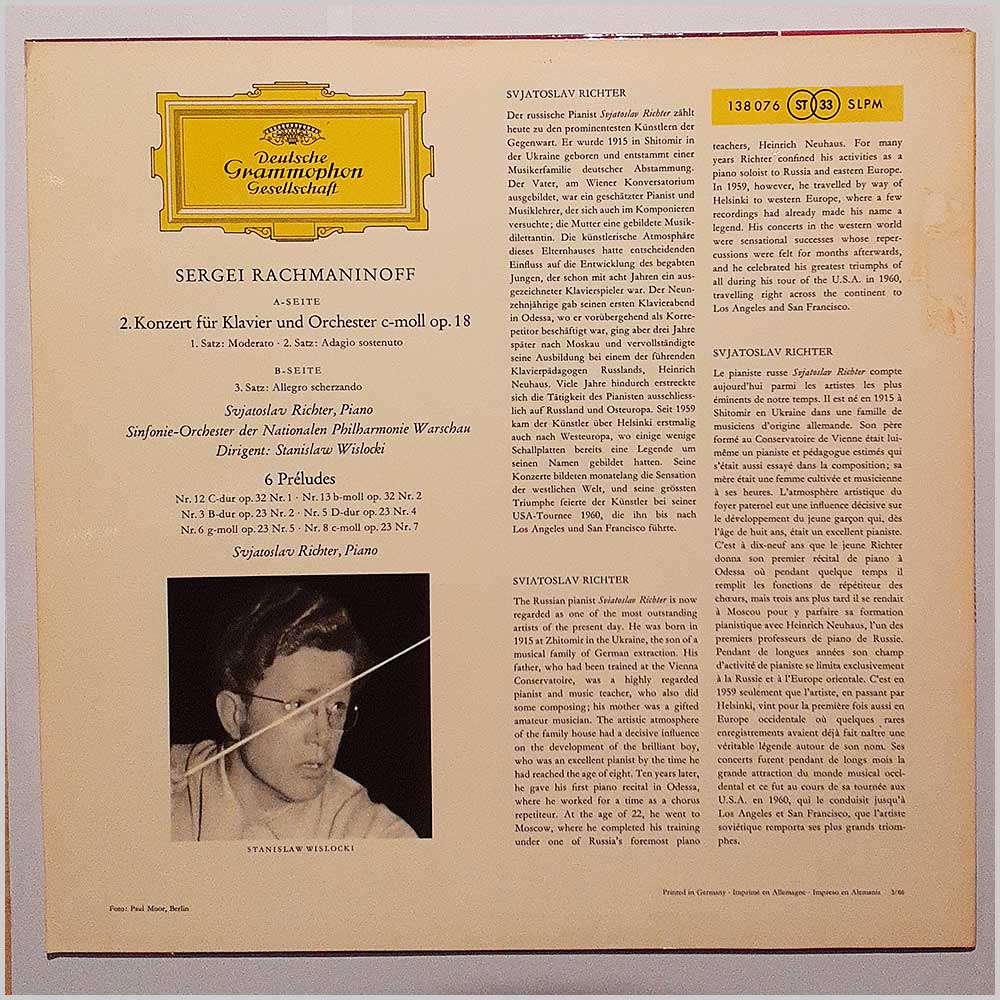 Deutsche
Grammophon
Gesellschaft
SERGEI RACHMANINOFF
A-SEITE
2. Konzert für Klavier und Orchester c-moll op. 18
1. Satz: Moderato · 2. Satz: Adagio sostenuto
B-SEITE
3. Satz: Allegro scherzando
Svjatoslav Richter, Piano
Sinfonie-Orchester der Nationalen Philharmonie Warschau
Dirigent: Stanislaw Wislocki
6 Préludes
Nr. 12 C-dur op. 32 Nr. 1 · Nr. 13 b-moll op. 32 Nr. 2
Nr. 3 B-dur op. 23 Nr. 2 · Nr. 5 D-dur op. 23 Nr. 4
Nr. 6 g-moll op. 23 Nr. 5 · Nr. 8 c-moll op. 23 Nr. 7
Svjatoslav Richter, Piano
STANISLAW WISLOCKI
Foto: Paul Moor, Berlin
SVJATOSLAV RICHTER
Der russische Pianist Svjatoslav Richter zählt
heute zu den prominentesten Künstlern der
Gegenwart. Er wurde 1915 in Shitomir in
der Ukraine geboren und entstammt einer
Musikerfamilie deutscher Abstammung.
Der Vater, am Wiener Konversatorium
ausgebildet, war ein geschätzter Pianist und
Musiklehrer, der sich auch im Komponieren
versuchte; die Mutter eine gebildete Musik-
dilettantin. Die künstlerische Atmosphäre
dieses Elternhauses hatte entscheidenden
Einfluss auf die Entwicklung des begabten
Jungen, der schon mit acht Jahren ein aus-
gezeichneter Klavierspieler war. Der Neun-
zehnjährige gab seinen ersten Klavierabend
in Odessa, wo er vorübergehend als Korre-
petitor beschäftigt war, ging aber drei Jahre
später nach Moskau und vervollständigte
seine Ausbildung bei einem der führenden
Klavierpädagogen Russlands, Heinrich
Neuhaus. Viele Jahre hindurch erstreckte
sich die Tätigkeit des Pianisten ausschliess-
lich auf Russland und Osteuropa. Seit 1959
kam der Künstler über Helsinki erstmalig
auch nach Westeuropa, wo einige wenige
Schallplatten bereits eine Legende um
seinen Namen gebildet hatten. Seine
Konzerte bildeten monatelang die Sensation
der westlichen Welt, und seine grössten
Triumphe feierte der Künstler bei seiner
USA-Tournee 1960, die ihn bis nach
Los Angeles und San Francisco führte.
SVIATOSLAV RICHTER
The Russian pianist Sviatoslav Richter is now
regarded as one of the most outstanding
artists of the present day. He was born in
1915 at Zhitomir in the Ukraine, the son of a
musical family of German extraction. His
father, who had been trained at the Vienna
Conservatoire, was a highly regarded
pianist and music teacher, who also did
some composing; his mother was a gifted
amateur musician. The artistic atmosphere
of the family house had a decisive influence
on the development of the brilliant boy,
who was an excellent pianist by the time he
had reached the age of eight. Ten years later,
he gave his first piano recital in Odessa,
where he worked for a time as a chorus
repetiteur. At the age of 22, he went to
Moscow, where he completed his training
under one of Russia's foremost piano
138 076 ST 33 SLPM
teachers, Heinrich Neuhaus. For many
years Richter confined his activities as a
piano soloist to Russia and eastern Europe.
In 1959, however, he travelled by way of
Helsinki to western Europe, where a few
recordings had already made his name a
legend. His concerts in the western world
were sensational successes whose reper-
cussions were felt for months afterwards,
and he celebrated his greatest triumphs of
all during his tour of the U.S.A. in 1960,
travelling right across the continent to
Los Angeles and San Francisco.
SVJATOSLAV RICHTER
Le pianiste russe Svjatoslav Richter compte
aujourd'hui parmi les artistes les plus
éminents de notre temps. Il est né en 1915 à
Shitomir en Ukraine dans une famille de
musiciens d'origine allemande. Son père
formé au Conservatoire de Vienne était lui-
même un pianiste et pédagogue estimés qui
s'était aussi essayé dans la composition; sa
mère était une femme cultivée et musicienne
à ses heures. L'atmosphère artistique du
foyer paternel eut une influence décisive sur
le développement du jeune garçon qui, dès
l'âge de huit ans, était un excellent pianiste.
C'est à dix-neuf ans que le jeune Richter
donna son premier récital de piano à
Odessa où pendant quelque temps il
remplit les fonctions de répétiteur des
chœurs, mais trois ans plus tard il se rendait
à Moscou pour y parfaire sa formation
pianistique avec Heinrich Neuhaus, l'un des
premiers professeurs de piano de Russie.
Pendant de longues années son champ
d'activité de pianiste se limita exclusivement
à la Russie et à l'Europe orientale. C'est en
1959 seulement que l'artiste, en passant par
Helsinki, vint pour la première fois aussi en
Europe occidentale où quelques rares
enregistrements avaient déjà fait naître une
véritable légende autour de son nom. Ses
concerts furent pendant de longs mois la
grande attraction du monde musical occi-
dental et ce fut au cours de sa tournée aux
U.S.A. en 1960, qui le conduisit jusqu'à
Los Angeles et San Francisco, que l'artiste
soviétique remporta ses plus grands triom-
phes.
Printed in Germany · Imprimé en Allemagne · Impreso en Alemania 3/66